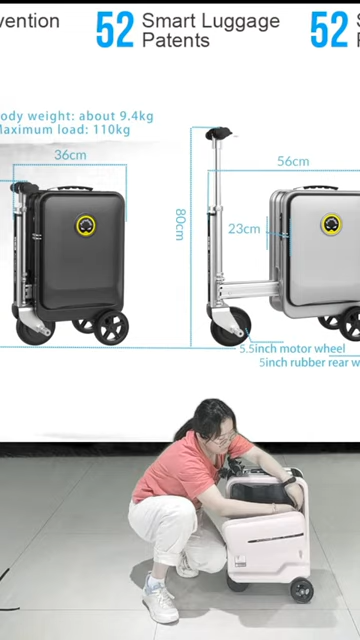 vention
52 Smart Luggage
Patents
52
ody weight: about 9.4kg
Maximum load: 110kg
36cm
56cm
80cm
23cm
5.5inch motor wheel
5inch rubber rear w